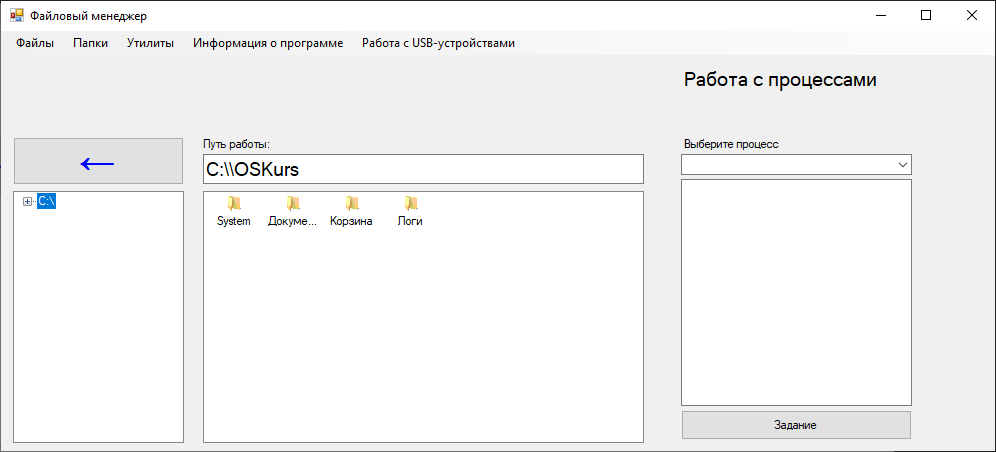 Файловый менеджер
Файлы Папки Утилиты Информация о программе Работа с USB-устройствами
Работа с процессами
Путь работы:
Выберите процесс
←
C:\\OSKurs
C:\
System Докуме... Корзина Логи
Задание